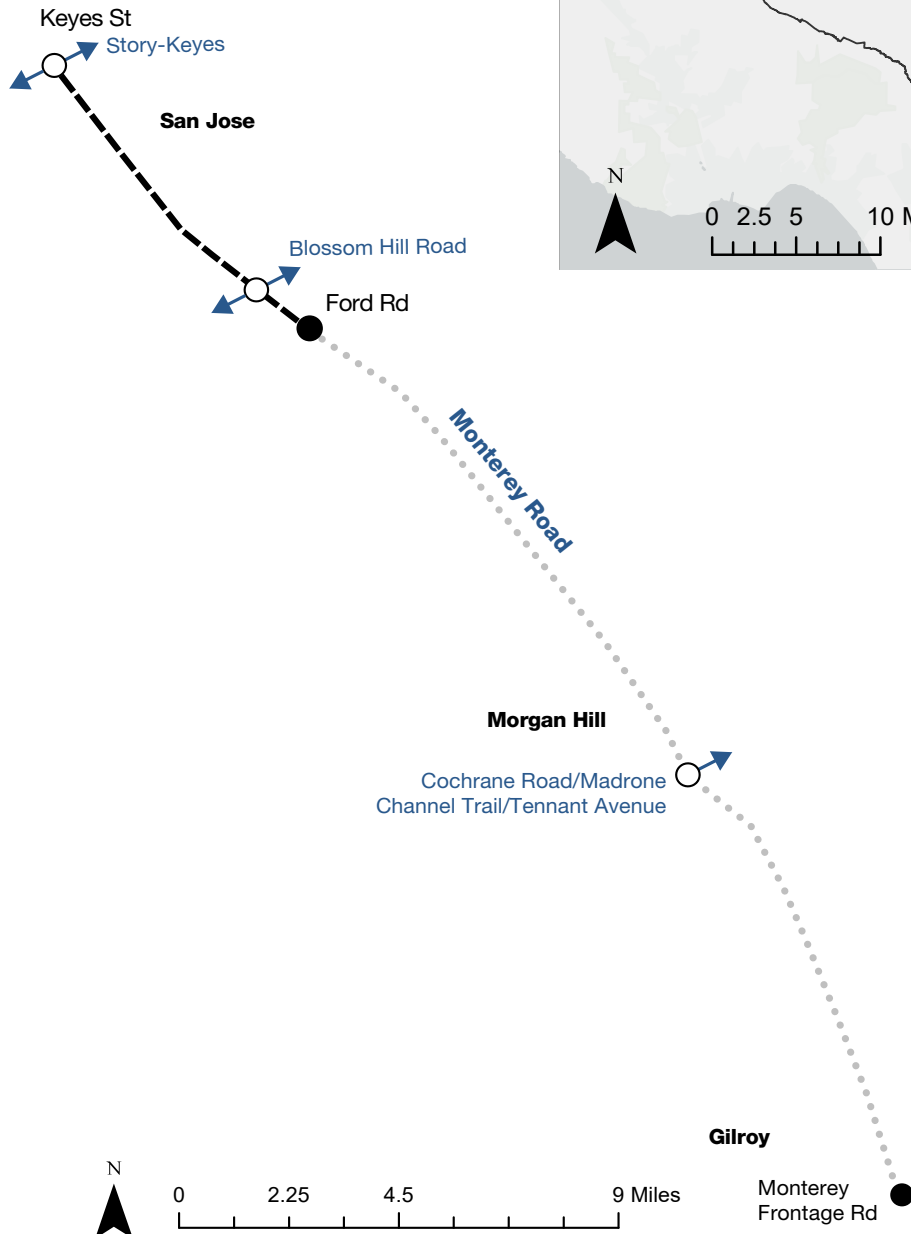 Keyes St
Story-Keyes
San Jose
N
0 2.5 5 10 M
Blossom Hill Road
Ford Rd
Monterey Road
Morgan Hill
Cochrane Road/Madrone
Channel Trail/Tennant Avenue
Gilroy
Monterey
Frontage Rd
N
0 2.25 4.5 9 Miles